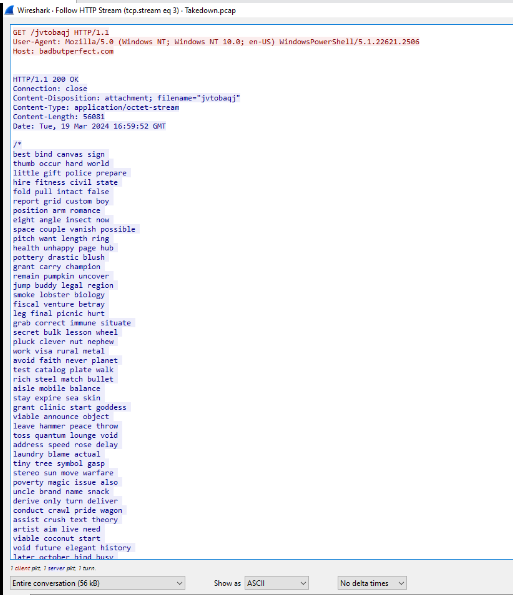 Wireshark · Follow HTTP Stream (tcp.stream eq 3) · Takedown.pcap
GET /jvtobaqj HTTP/1.1
User-Agent: Mozilla/5.0 (Windows NT; Windows NT 10.0; en-US) WindowsPowerShell/5.1.22621.2506
Host: badbutperfect.com
HTTP/1.1 200 OK
Connection: close
Content-Disposition: attachment; filename="jvtobaqj"
Content-Type: application/octet-stream
Content-Length: 56081
Date: Tue, 19 Mar 2024 16:59:52 GMT
/*
best bind canvas sign
thumb occur hard world
little gift police prepare
hire fitness civil state
fold pull intact false
report grid custom boy
position arm romance
eight angle insect now
space couple vanish possible
pitch want length ring
health unhappy page hub
pottery drastic blush
grant carry champion
remain pumpkin uncover
jump buddy legal region
smoke lobster biology
fiscal venture betray
leg final picnic hurt
grab correct immune situate
secret bulk lesson wheel
pluck clever nut nephew
work visa rural metal
avoid faith never planet
test catalog plate walk
rich steel match bullet
aisle mobile balance
stay expire sea skin
grant clinic start goddess
viable announce object
leave hammer peace throw
toss quantum lounge void
address speed rose delay
laundry blame actual
tiny tree symbol gasp
stereo sun move warfare
poverty magic issue also
uncle brand name snack
derive only turn deliver
conduct crawl pride wagon
assist crush text theory
artist aim live need
viable coconut start
void future elegant history
later october bind busy
1 client pkt, 1 server pkt, 1 turn.
Entire conversation (56 kB)
Show as
ASCII
No delta times